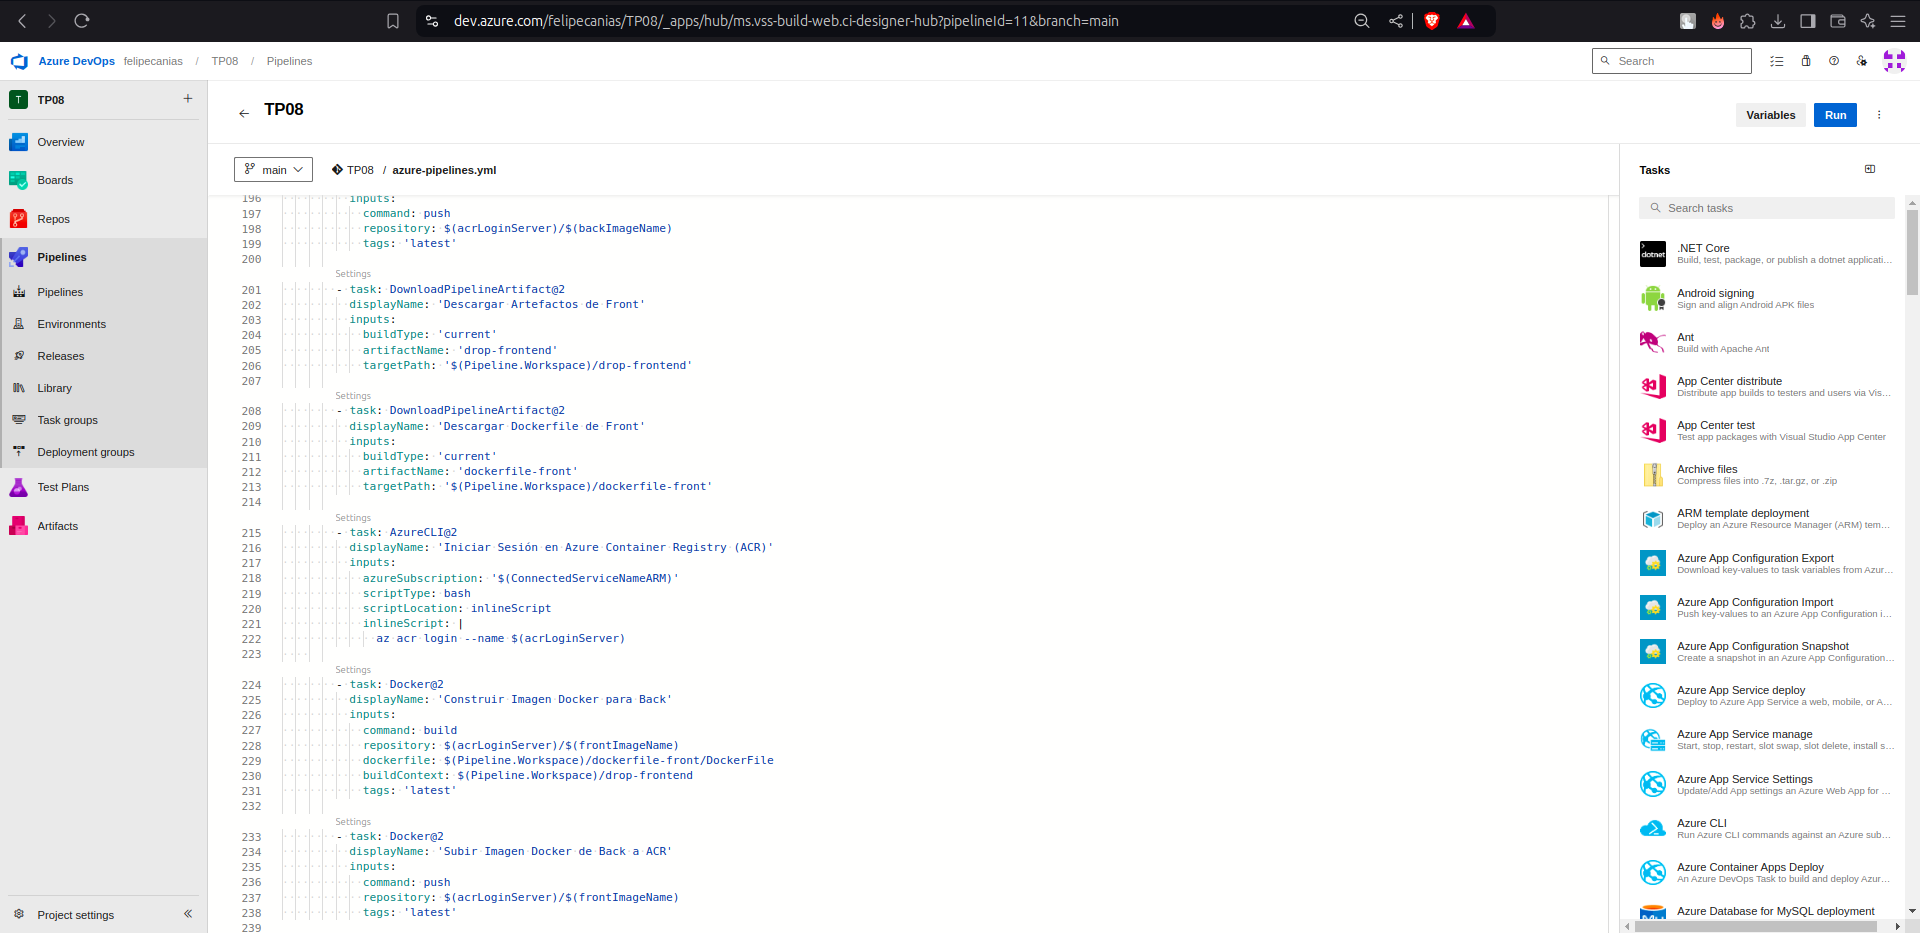 dev.azure.com/felipecanias/TP08/_apps/hub/ms.vss-build-web.ci-designer-hub?pipelineId=11&branch=main
Azure DevOps felipecanias / TP08 / Pipelines
Search
T TP08 +
Overview
Boards
Repos
Pipelines
Pipelines
Environments
Releases
Library
Task groups
Deployment groups
Test Plans
Artifacts
Project settings
TP08
Variables
Run
main
TP08 / azure-pipelines.yml
196 inputs:
197 command: push
198 repository: $(acrLoginServer)/$(backImageName)
199 tags: 'latest'
200
Settings
201 - task: DownloadPipelineArtifact@2
202 displayName: 'Descargar Artefactos de Front'
203 inputs:
204 buildType: 'current'
205 artifactName: 'drop-frontend'
206 targetPath: '$(Pipeline.Workspace)/drop-frontend'
207
Settings
208 - task: DownloadPipelineArtifact@2
209 displayName: 'Descargar Dockerfile de Front'
210 inputs:
211 buildType: 'current'
212 artifactName: 'dockerfile-front'
213 targetPath: '$(Pipeline.Workspace)/dockerfile-front'
214
Settings
215 - task: AzureCLI@2
216 displayName: 'Iniciar Sesión en Azure Container Registry (ACR)'
217 inputs:
218 azureSubscription: '$(ConnectedServiceNameARM)'
219 scriptType: bash
220 scriptLocation: inlineScript
221 inlineScript: |
222 az acr login --name $(acrLoginServer)
223
Settings
224 - task: Docker@2
225 displayName: 'Construir Imagen Docker para Back'
226 inputs:
227 command: build
228 repository: $(acrLoginServer)/$(frontImageName)
229 dockerfile: $(Pipeline.Workspace)/dockerfile-front/DockerFile
230 buildContext: $(Pipeline.Workspace)/drop-frontend
231 tags: 'latest'
232
Settings
233 - task: Docker@2
234 displayName: 'Subir Imagen Docker de Back a ACR'
235 inputs:
236 command: push
237 repository: $(acrLoginServer)/$(frontImageName)
238 tags: 'latest'
239
Tasks
Search tasks
dotnet
.NET Core
Build, test, package, or publish a dotnet applicati...
Android signing
Sign and align Android APK files
Ant
Build with Apache Ant
App Center distribute
Distribute app builds to testers and users via Vis...
App Center test
Test app packages with Visual Studio App Center
Archive files
Compress files into .7z, .tar.gz, or .zip
ARM template deployment
Deploy an Azure Resource Manager (ARM) tem...
Azure App Configuration Export
Download key-values to task variables from Azur...
Azure App Configuration Import
Push key-values to an Azure App Configuration i...
Azure App Configuration Snapshot
Create a snapshot in an Azure App Configuration...
Azure App Service deploy
Deploy to Azure App Service a web, mobile, or A...
Azure App Service manage
Start, stop, restart, slot swap, slot delete, install s...
Azure App Service Settings
Update/Add App settings an Azure Web App for ...
Azure CLI
Run Azure CLI commands against an Azure sub...
Azure Container Apps Deploy
An Azure DevOps Task to build and deploy Azur...
Azure Database for MySQL deployment